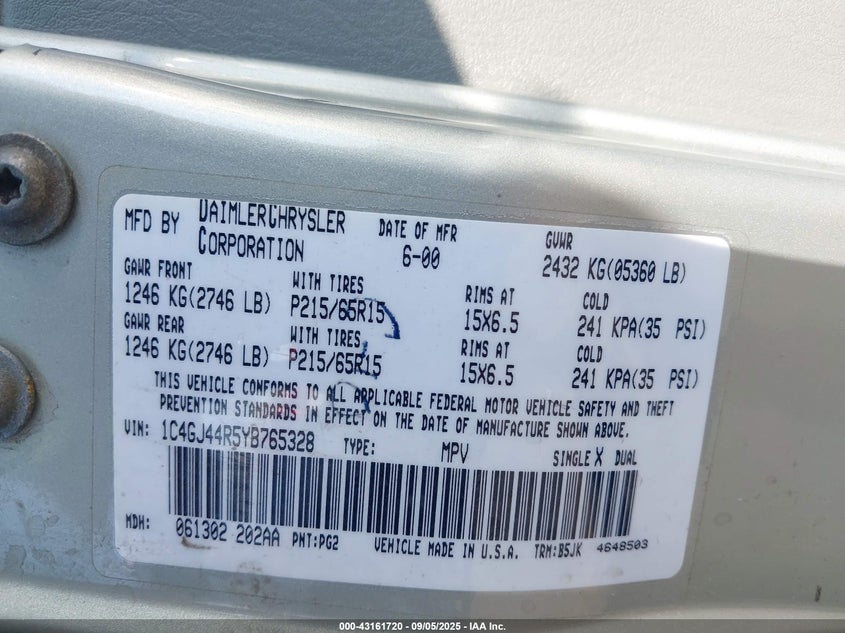 MFD BY DAIMLERCHRYSLER CORPORATION DATE OF MFR 6-00 GVWR 2432 KG(05360 LB)
GAWR FRONT WITH TIRES RIMS AT COLD
1246 KG(2746 LB) P215/65R15 15X6.5 241 KPA(35 PSI)
GAWR REAR WITH TIRES RIMS AT COLD
1246 KG(2746 LB) P215/65R15 15X6.5 241 KPA(35 PSI)
THIS VEHICLE CONFORMS TO ALL APPLICABLE FEDERAL MOTOR VEHICLE SAFETY AND THEFT
PREVENTION STANDARDS IN EFFECT ON THE DATE OF MANUFACTURE SHOWN ABOVE.
VIN: 1C4GJ44R5YB765328 TYPE: MPV SINGLE X DUAL
MDH: 061302 202AA PNT:PG2 VEHICLE MADE IN U.S.A. TRM:B5JK 4648503
000-43161720 - 09/05/2025 - IAA Inc.